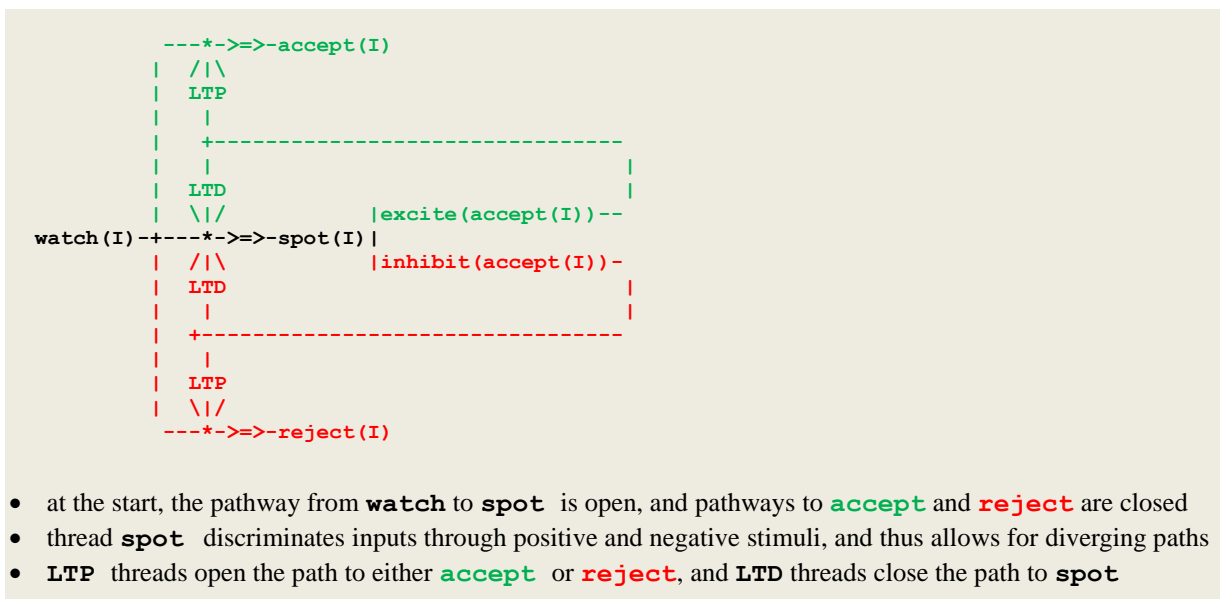 ---*->=>-accept(I)
|  /|\
|  LTP
|   |
|   +--------------------------------
|   |                                |
|  LTD                               |
|  \|/           |excite(accept(I))--
watch(I)-+---*->=>-spot(I)|
|  /|\           |inhibit(accept(I))-
|  LTD                               |
|   |                                |
|  +---------------------------------
|   |
|  LTP
|  \|/
---*->=>-reject(I)
• at the start, the pathway from watch to spot is open, and pathways to accept and reject are closed
• thread spot discriminates inputs through positive and negative stimuli, and thus allows for diverging paths
• LTP threads open the path to either accept or reject, and LTD threads close the path to spot